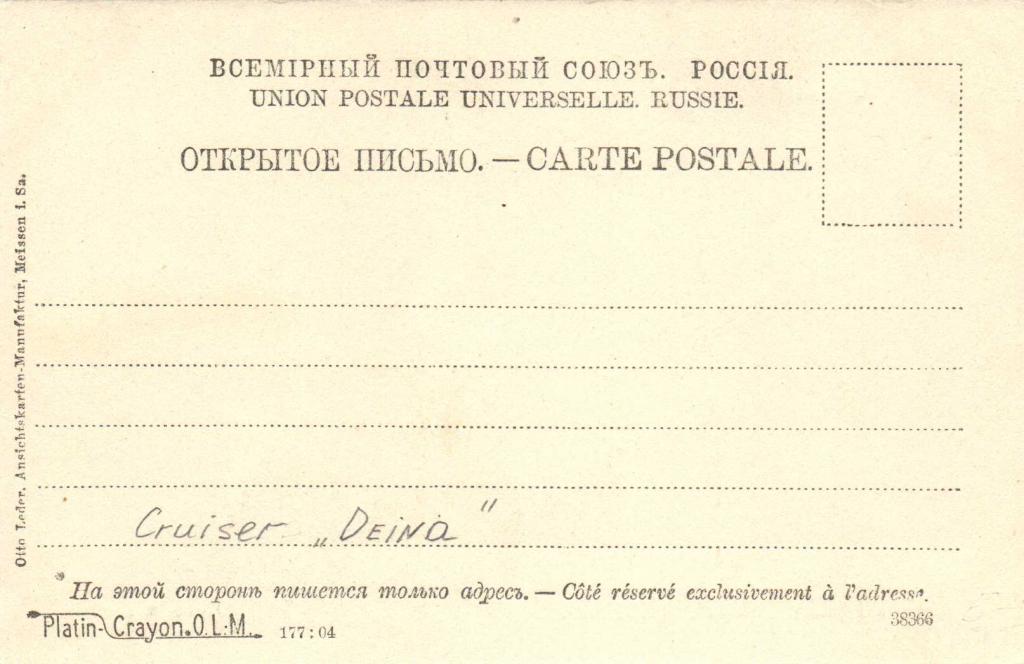 ВСЕМІРНЫЙ ПОЧТОВЫЙ СОЮЗЪ. РОССІЯ.
UNION POSTALE UNIVERSELLE. RUSSIE.
ОТКРЫТОЕ ПИСЬМО. — CARTE POSTALE.
Otto Leder, Ansichtskarten-Manufaktur, Meissen i. Sa.
Cruiser „DEINA"
На этой сторонѣ пишется только адресъ. — Côté réservé exclusivement à l'adresse.
Platin-Crayon.O.L.M. 177:04
38366